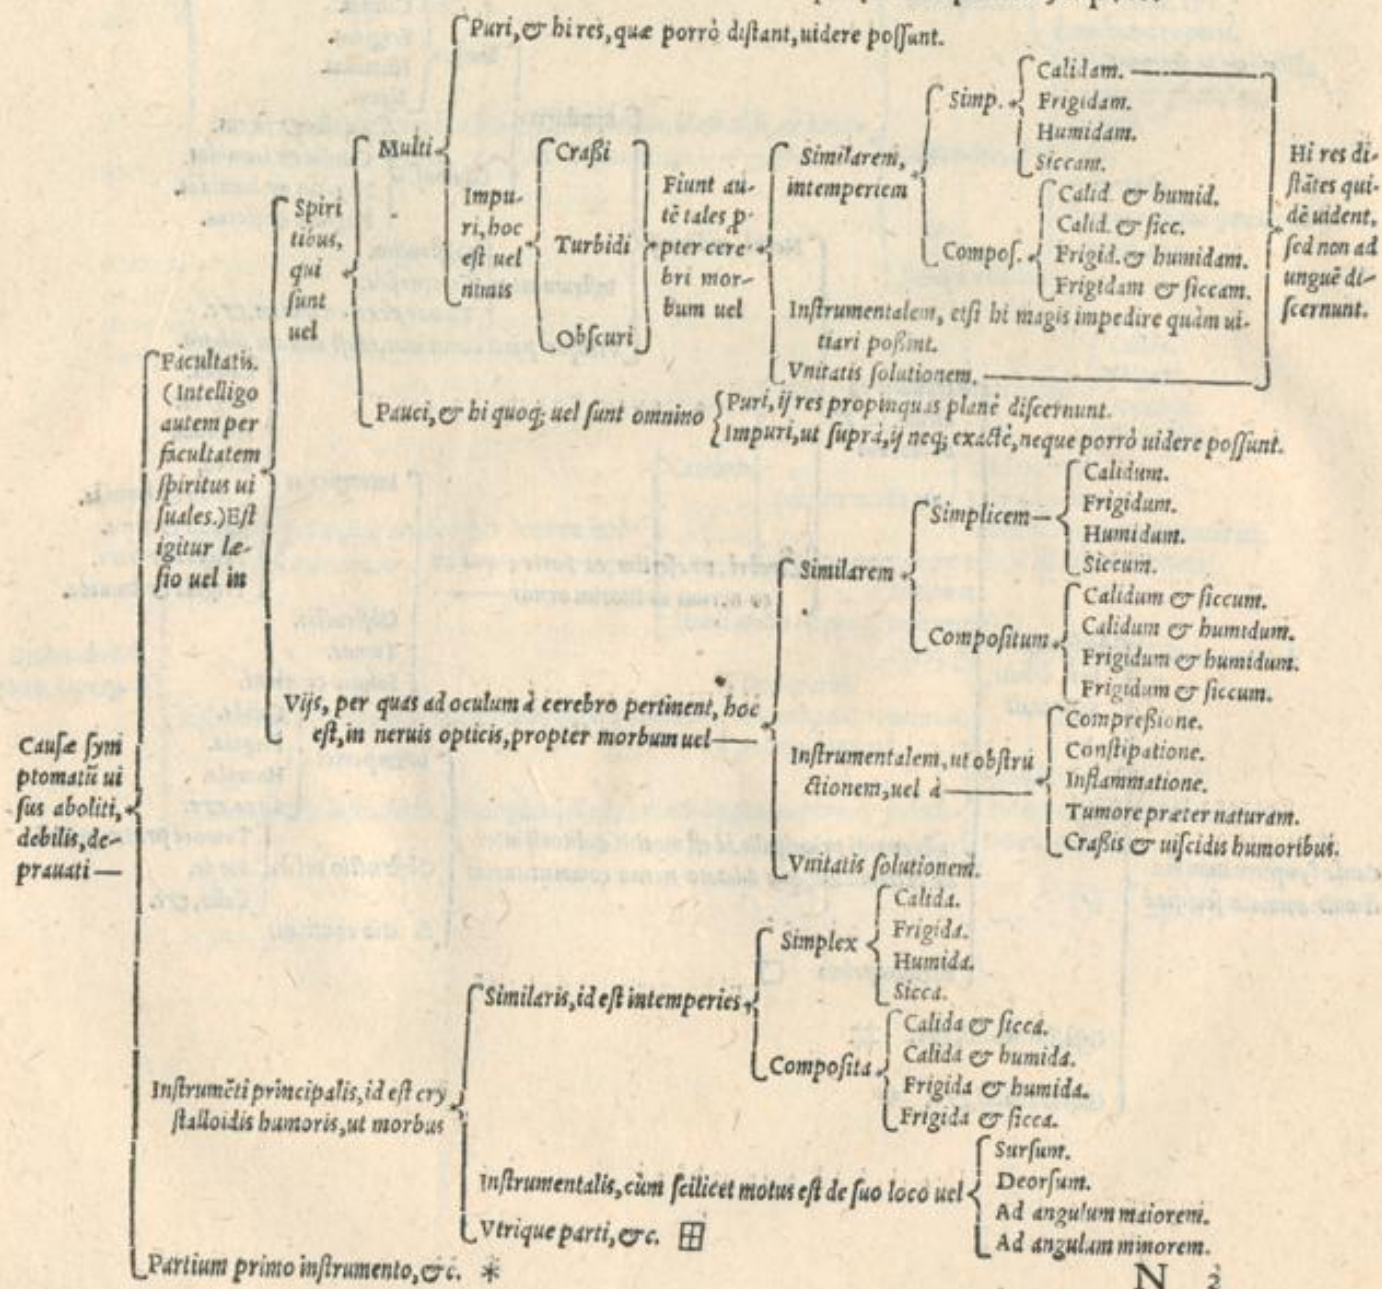 Puri, & hi res, quæ porrò distant, uidere possunt.
Multi
Spiri
tibus,
qui
sunt
uel
Impu-
ri, hoc
est uel
nimis
Craßi
Turbidi
Obscuri
Fiunt au-
tē tales ꝓ-
pter cere-
bri mor-
bum uel
Similarem,
intemperiem
Simp.
Calidam.
Frigidam.
Humidam.
Siccam.
Compos.
Calid. & humid.
Calid. & sicc.
Frigid. & humidam.
Frigidam & siccam.
Instrumentalem, etsi hi magis impedire quàm ui-
tiari poßint.
Vnitatis solutionem.
Hi res di-
stātes qui-
dē uident,
sed non ad
unguē di-
scernunt.
Pauci, & hi quoq; uel sunt omnino
Puri, ij res propinquas planè discernunt.
Impuri, ut suprà, ij neq; exactè, neque porrò uidere possunt.
Facultatis.
(Intelligo
autem per
facultatem
spiritus ui
suales.) Est
igitur læ-
sio uel in
Vijs, per quas ad oculum à cerebro pertinent, hoc
est, in neruis opticis, propter morbum uel
Similarem
Simplicem
Calidum.
Frigidum.
Humidum.
Siccum.
Compositum
Calidum & siccum.
Calidum & humidum.
Frigidum & humidum.
Frigidum & siccum.
Instrumentalem, ut obstru
ctionem, uel à
Compreßione.
Constipatione.
Inflammatione.
Tumore præter naturam.
Craßis & uiscidis humoribus.
Vnitatis solutionem.
Causæ sym
ptomatū ui
sus aboliti,
debilis, de-
prauati
Instrumēti principalis, id est cry
stalloidis humoris, ut morbus
Similaris, id est intemperies
Simplex
Calida.
Frigida.
Humida.
Sicca.
Composita
Calida & sicca.
Calida & humida.
Frigida & humida.
Frigida & sicca.
Instrumentalis, cùm scilicet motus est de suo loco uel
Sursum.
Deorsum.
Ad angulum maiorem.
Ad angulum minorem.
Vtrique parti, &c. ⊞
Partium primo instrumento, &c. *
N 2